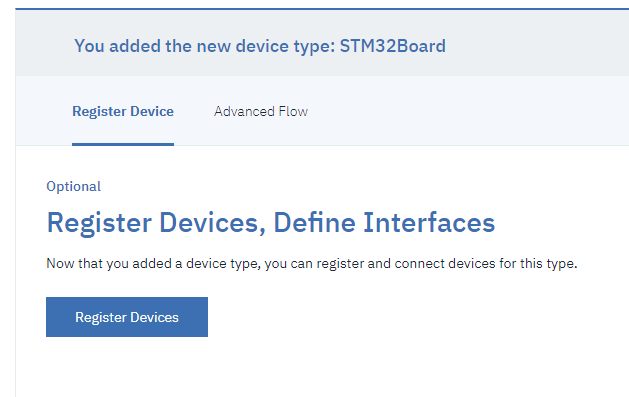 You added the new device type: STM32Board
Register Device
Advanced Flow
Optional
Register Devices, Define Interfaces
Now that you added a device type, you can register and connect devices for this type.
Register Devices